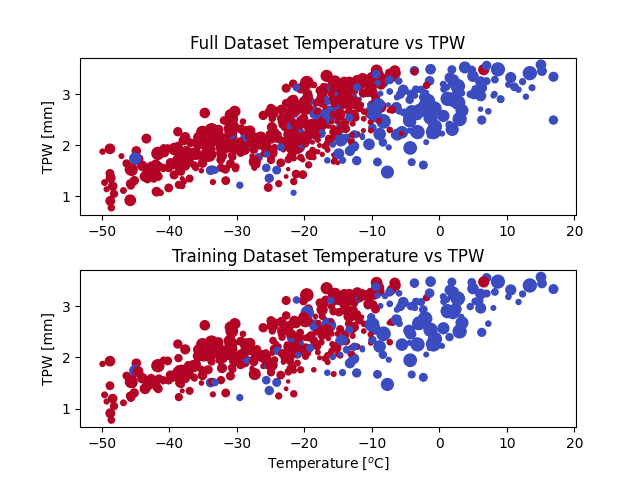 Full Dataset Temperature vs TPW
TPW [mm]
3
2
1
−50 −40 −30 −20 −10 0 10 20
Training Dataset Temperature vs TPW
TPW [mm]
3
2
1
−50 −40 −30 −20 −10 0 10 20
Temperature [°C]